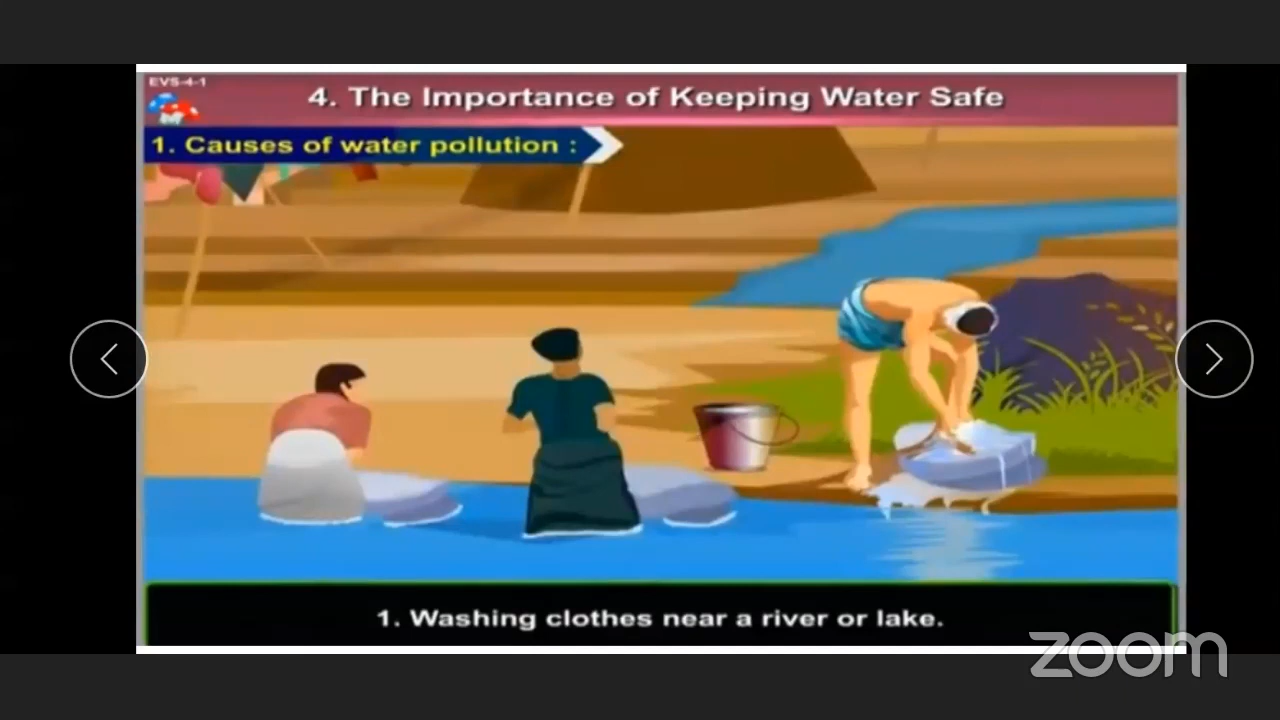 EVS-4-1
4. The Importance of Keeping Water Safe
1. Causes of water pollution :
1. Washing clothes near a river or lake.
zoom